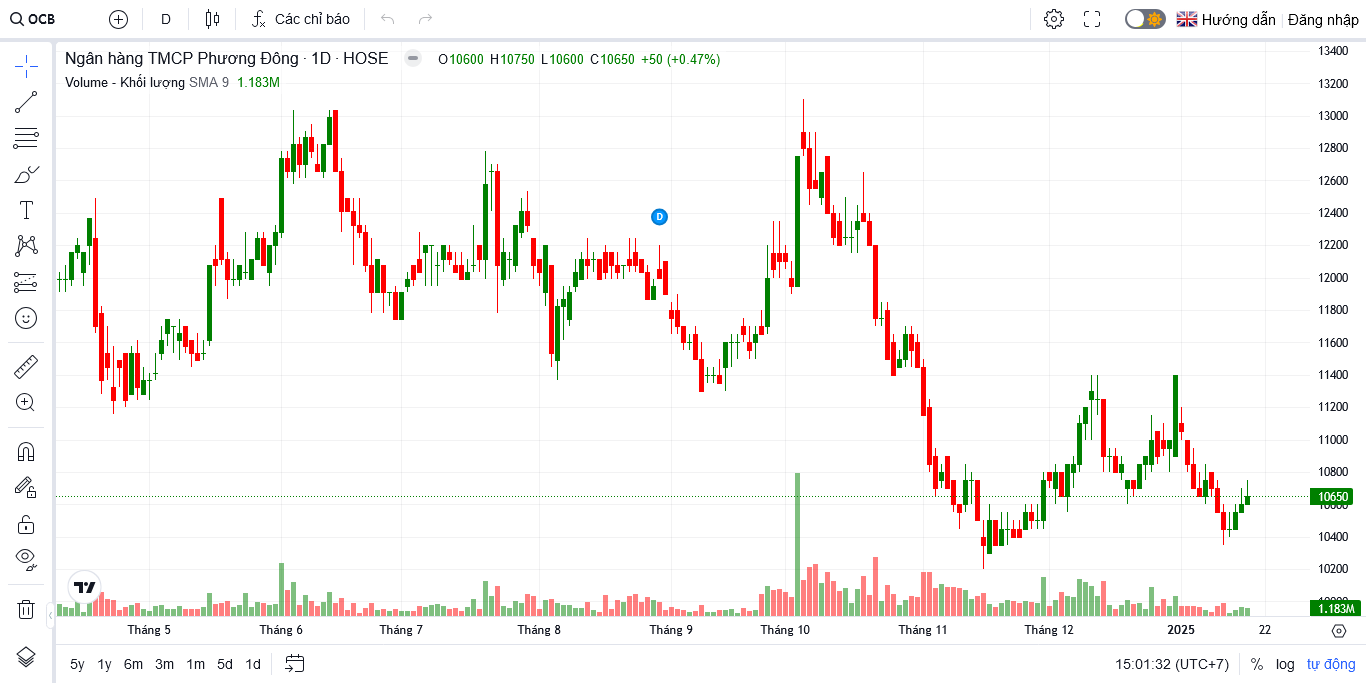 OCB
D
Các chỉ báo
Hướng dẫn
Đăng nhập
Ngân hàng TMCP Phương Đông · 1D · HOSE
O10600 H10750 L10600 C10650 +50 (+0.47%)
Volume - Khối lượng SMA 9 1.183M
D
13400
13200
13000
12800
12600
12400
12200
12000
11800
11600
11400
11200
11000
10800
10650
10600
10400
10200
10000
1.183M
Tháng 5
Tháng 6
Tháng 7
Tháng 8
Tháng 9
Tháng 10
Tháng 11
Tháng 12
2025
22
5y 1y 6m 3m 1m 5d 1d
15:01:32 (UTC+7)
% log tự động